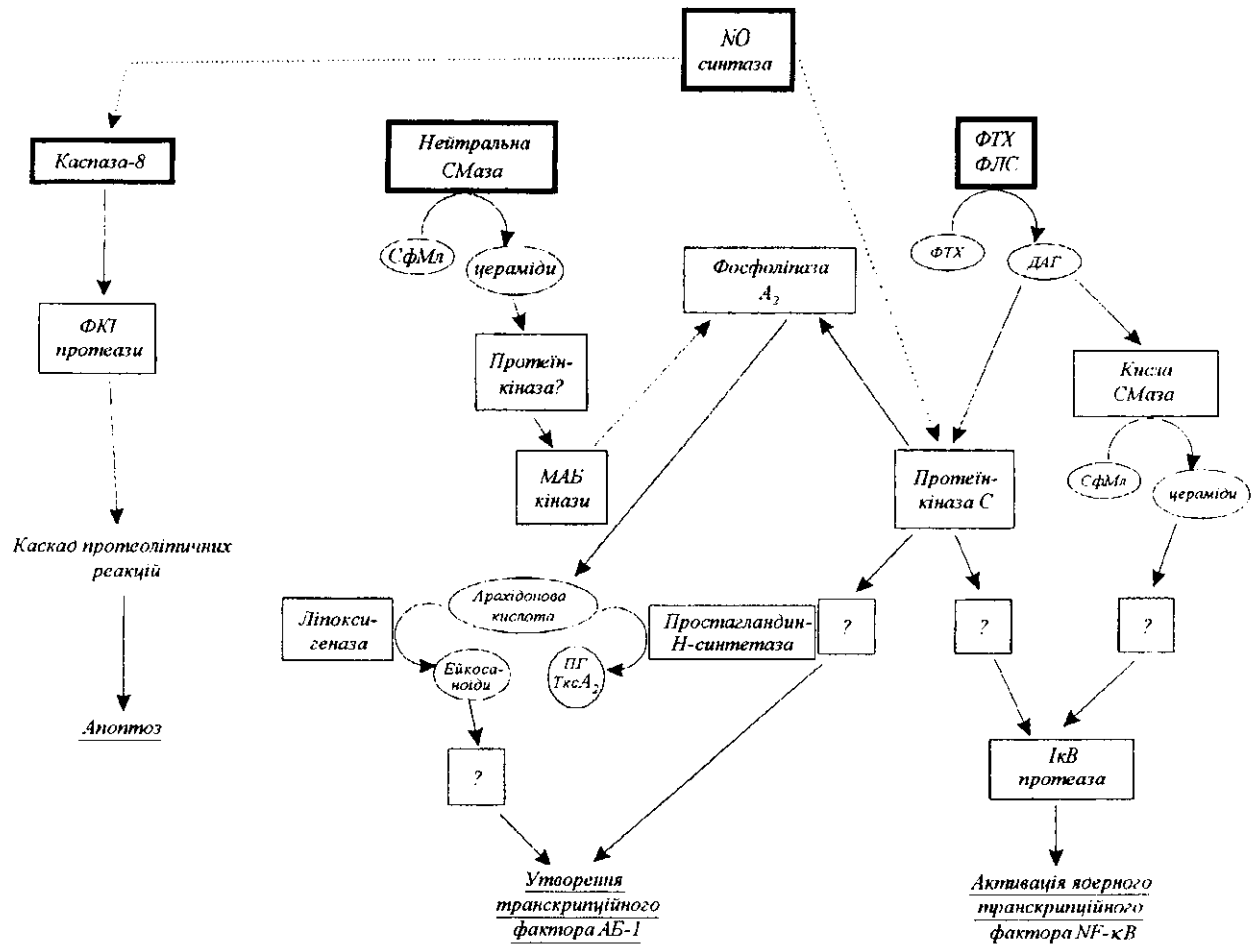 NO
синтаза
Каспаза-8
Нейтральна
СМаза
ФТХ
ФЛС
СфМл
цераміди
Фосфоліпаза
A₂
ФТХ
ДАГ
ФКІ
протеази
Протеїн-
кіназа?
Кисла
СМаза
МАБ
кінази
Протеїн-
кіназа С
СфМл
цераміди
Каскад протеолітичних
реакцій
Арахідонова
кислота
Ліпокси-
геназа
Простагландин-
Н-синтетаза
?
?
?
Ейкоса-
ноїди
ПГ
ТксА₂
Апоптоз
?
ІкВ
протеаза
Утворення
транскрипційного
фактора АБ-1
Активація ядерного
транскрипційного
фактора NF-κB